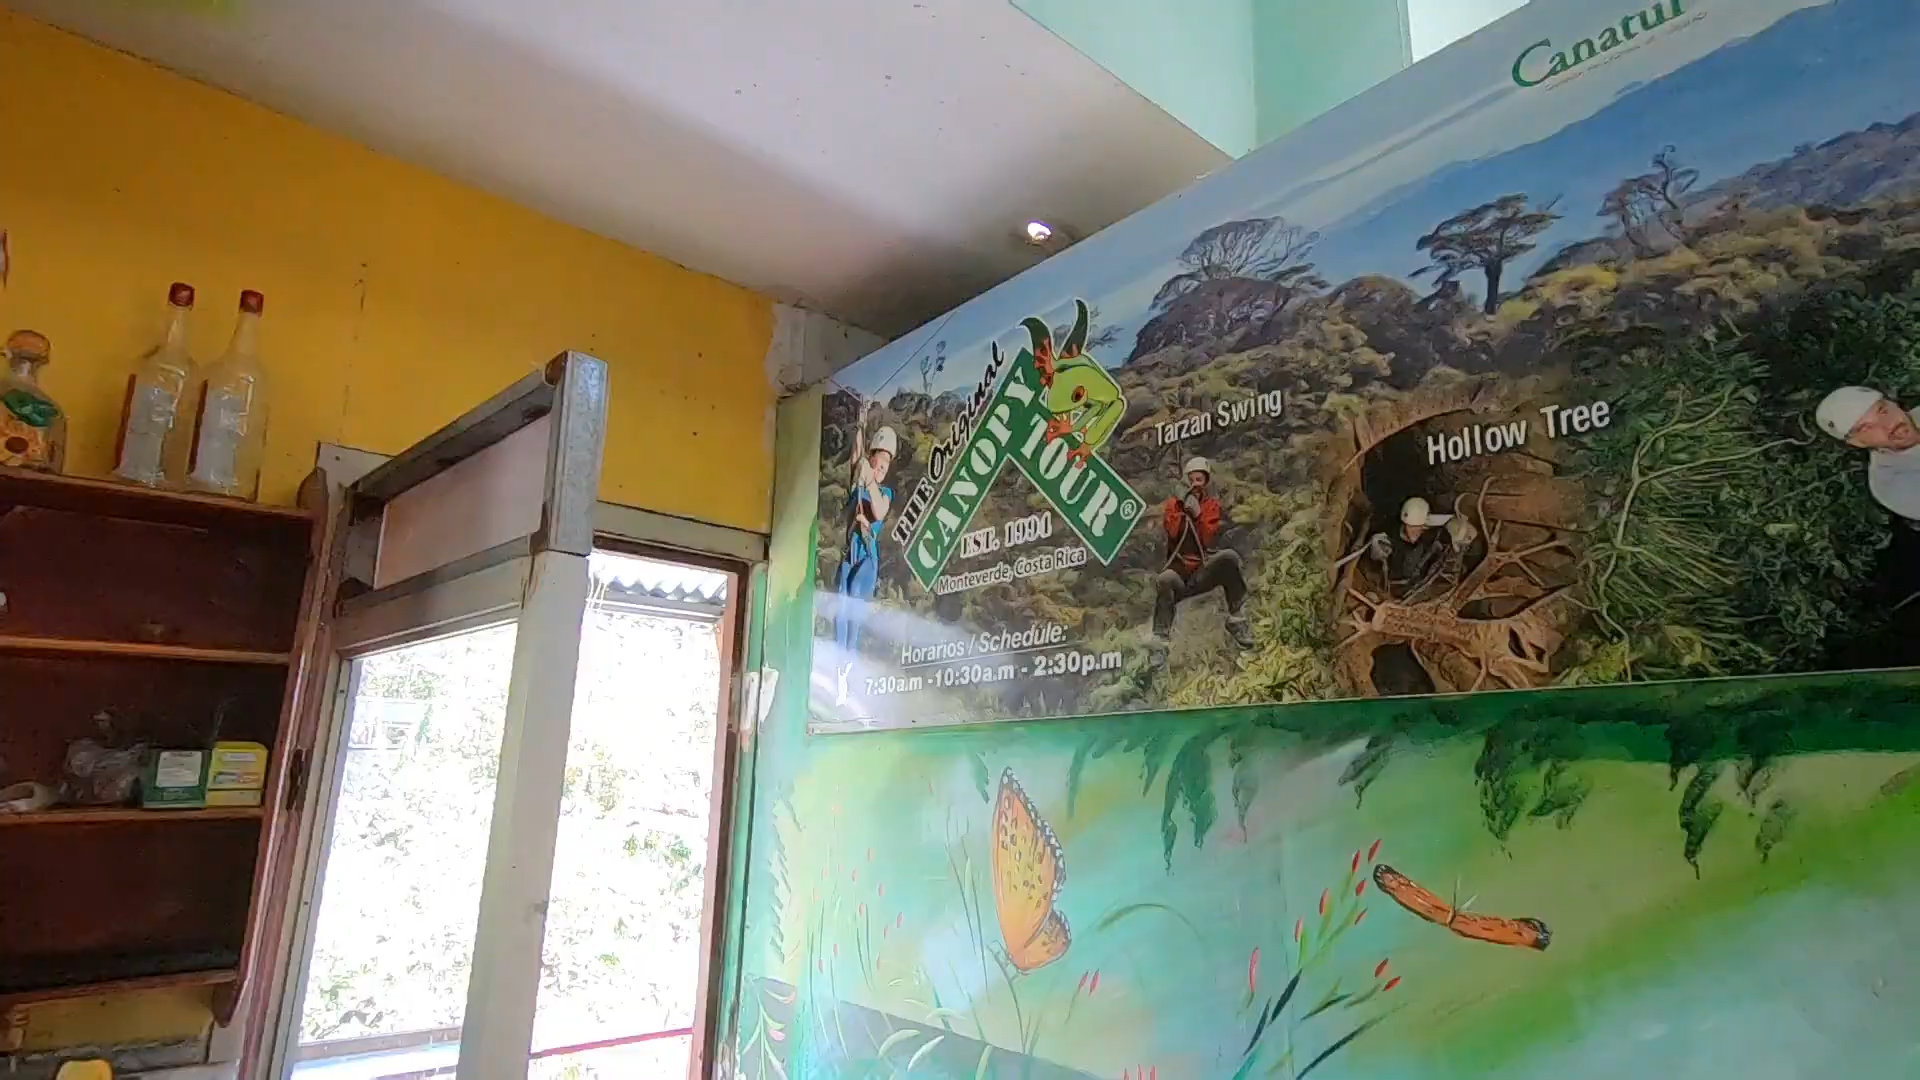 Canatur
THE Original
CANOPY
TOUR®
EST. 1991
Monteverde, Costa Rica
Tarzan Swing
Hollow Tree
Horarios / Schedule:
7:30a.m - 10:30a.m - 2:30p.m